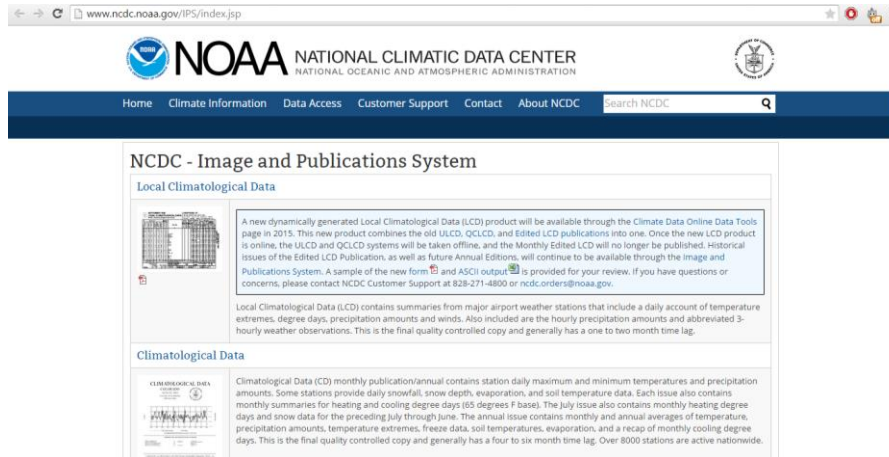 www.ncdc.noaa.gov/IPS/index.jsp
NOAA
NOAA NATIONAL CLIMATIC DATA CENTER
NATIONAL OCEANIC AND ATMOSPHERIC ADMINISTRATION
Home Climate Information Data Access Customer Support Contact About NCDC Search NCDC
NCDC - Image and Publications System
Local Climatological Data
A new dynamically generated Local Climatological Data (LCD) product will be available through the Climate Data Online Data Tools
page in 2015. This new product combines the old ULCD, QCLCD, and Edited LCD publications into one. Once the new LCD product
is online, the ULCD and QCLCD systems will be taken offline, and the Monthly Edited LCD will no longer be published. Historical
issues of the Edited LCD Publication, as well as future Annual Editions, will continue to be available through the Image and
Publications System. A sample of the new form and ASCII output is provided for your review. If you have questions or
concerns, please contact NCDC Customer Support at 828-271-4800 or ncdc.orders@noaa.gov.
Local Climatological Data (LCD) contains summaries from major airport weather stations that include a daily account of temperature
extremes, degree days, precipitation amounts and winds. Also included are the hourly precipitation amounts and abbreviated 3-
hourly weather observations. This is the final quality controlled copy and generally has a one to two month time lag.
Climatological Data
CLIMATOLOGICAL DATA
Climatological Data (CD) monthly publication/annual contains station daily maximum and minimum temperatures and precipitation
amounts. Some stations provide daily snowfall, snow depth, evaporation, and soil temperature data. Each issue also contains
monthly summaries for heating and cooling degree days (65 degrees F base). The July issue also contains monthly heating degree
days and snow data for the preceding July through June. The annual issue contains monthly and annual averages of temperature,
precipitation amounts, temperature extremes, freeze data, soil temperatures, evaporation, and a recap of monthly cooling degree
days. This is the final quality controlled copy and generally has a four to six month time lag. Over 8000 stations are active nationwide.